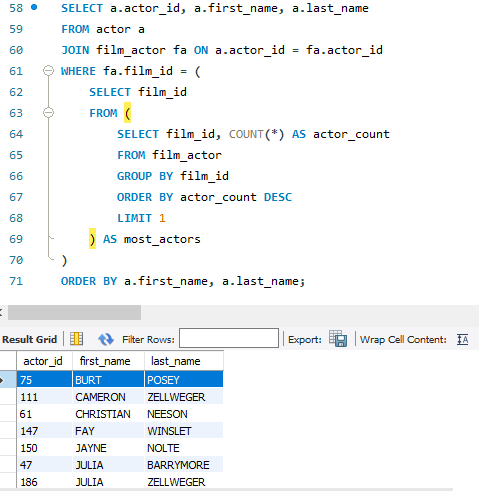 58 SELECT a.actor_id, a.first_name, a.last_name
59 FROM actor a
60 JOIN film_actor fa ON a.actor_id = fa.actor_id
61 WHERE fa.film_id = (
62 SELECT film_id
63 FROM (
64 SELECT film_id, COUNT(*) AS actor_count
65 FROM film_actor
66 GROUP BY film_id
67 ORDER BY actor_count DESC
68 LIMIT 1
69 ) AS most_actors
70 )
71 ORDER BY a.first_name, a.last_name;
Result Grid Filter Rows: Export: Wrap Cell Content:
actor_id first_name last_name
75 BURT POSEY
111 CAMERON ZELLWEGER
61 CHRISTIAN NEESON
147 FAY WINSLET
150 JAYNE NOLTE
47 JULIA BARRYMORE
186 JULIA ZELLWEGER